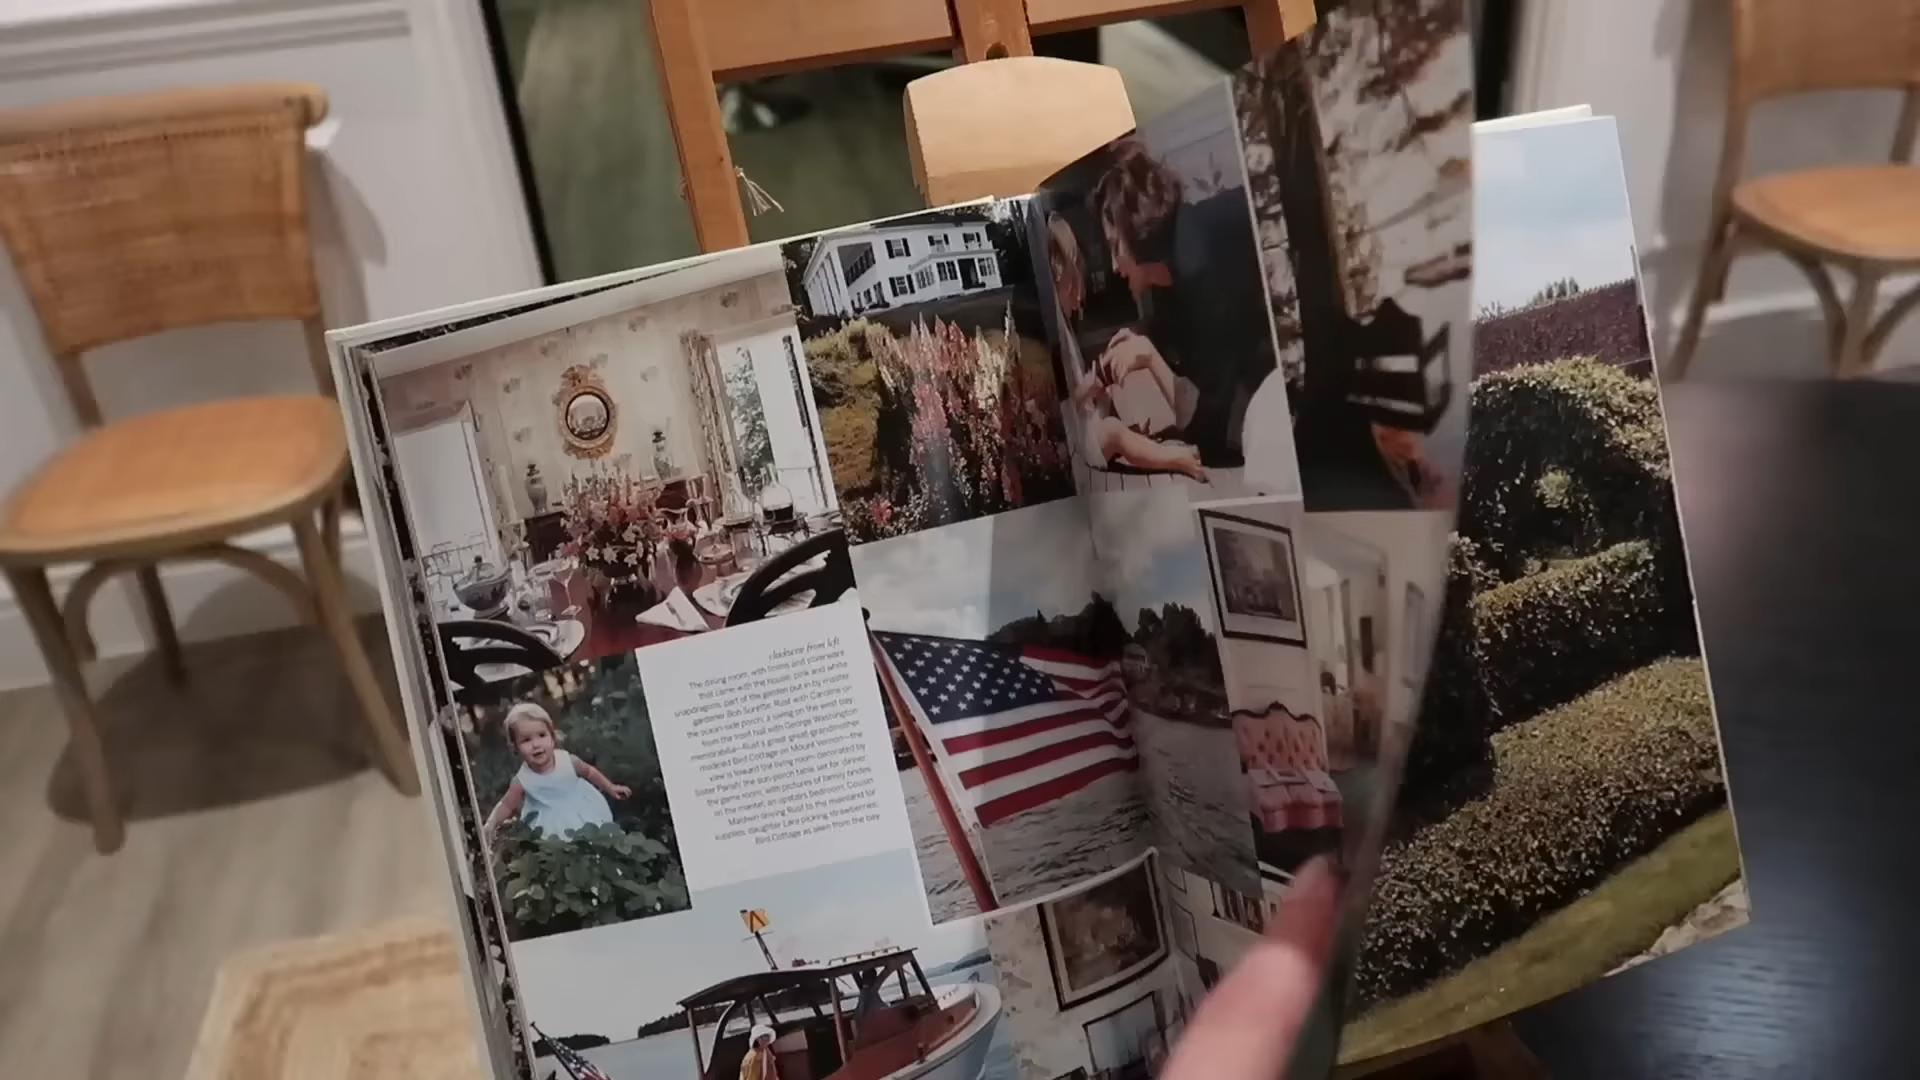 clockwise from left
The dining room, with linens and silverware
that came with the house; pink and white
snapdragons, part of the garden put in by master
gardener Bob Surette; Rust with Caroline on
the ocean-side porch; a swing on the west bay
from the front hall with George Washington
memorabilia—Rust's great-great-grandmother
modeled Bird Cottage on Mount Vernon—the
view is toward the living room decorated by
Sister Parish; the sun-porch table set for dinner;
the game room, with pictures of family brides
on the mantel; an upstairs bedroom; Cousin
Maldwin driving Rust to the mainland for
supplies; daughter Lara picking strawberries;
Bird Cottage as seen from the bay